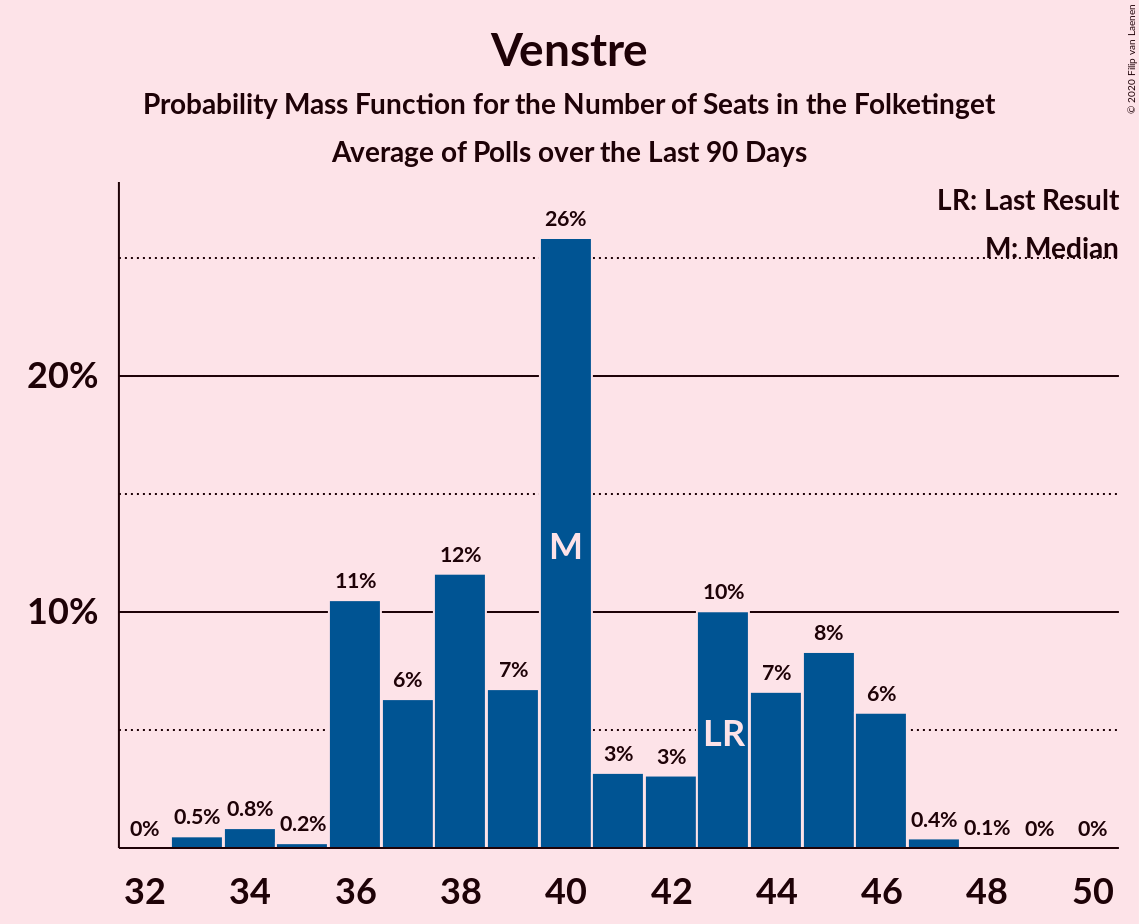 Venstre
Probability Mass Function for the Number of Seats in the Folketinget
Average of Polls over the Last 90 Days
© 2020 Filip van Laenen
LR: Last Result
M: Median
20%
10%
0%
0.5%
0.8%
0.2%
11%
6%
12%
7%
26%
3%
3%
10%
7%
8%
6%
0.4%
0.1%
0%
0%
M
LR
32 34 36 38 40 42 44 46 48 50